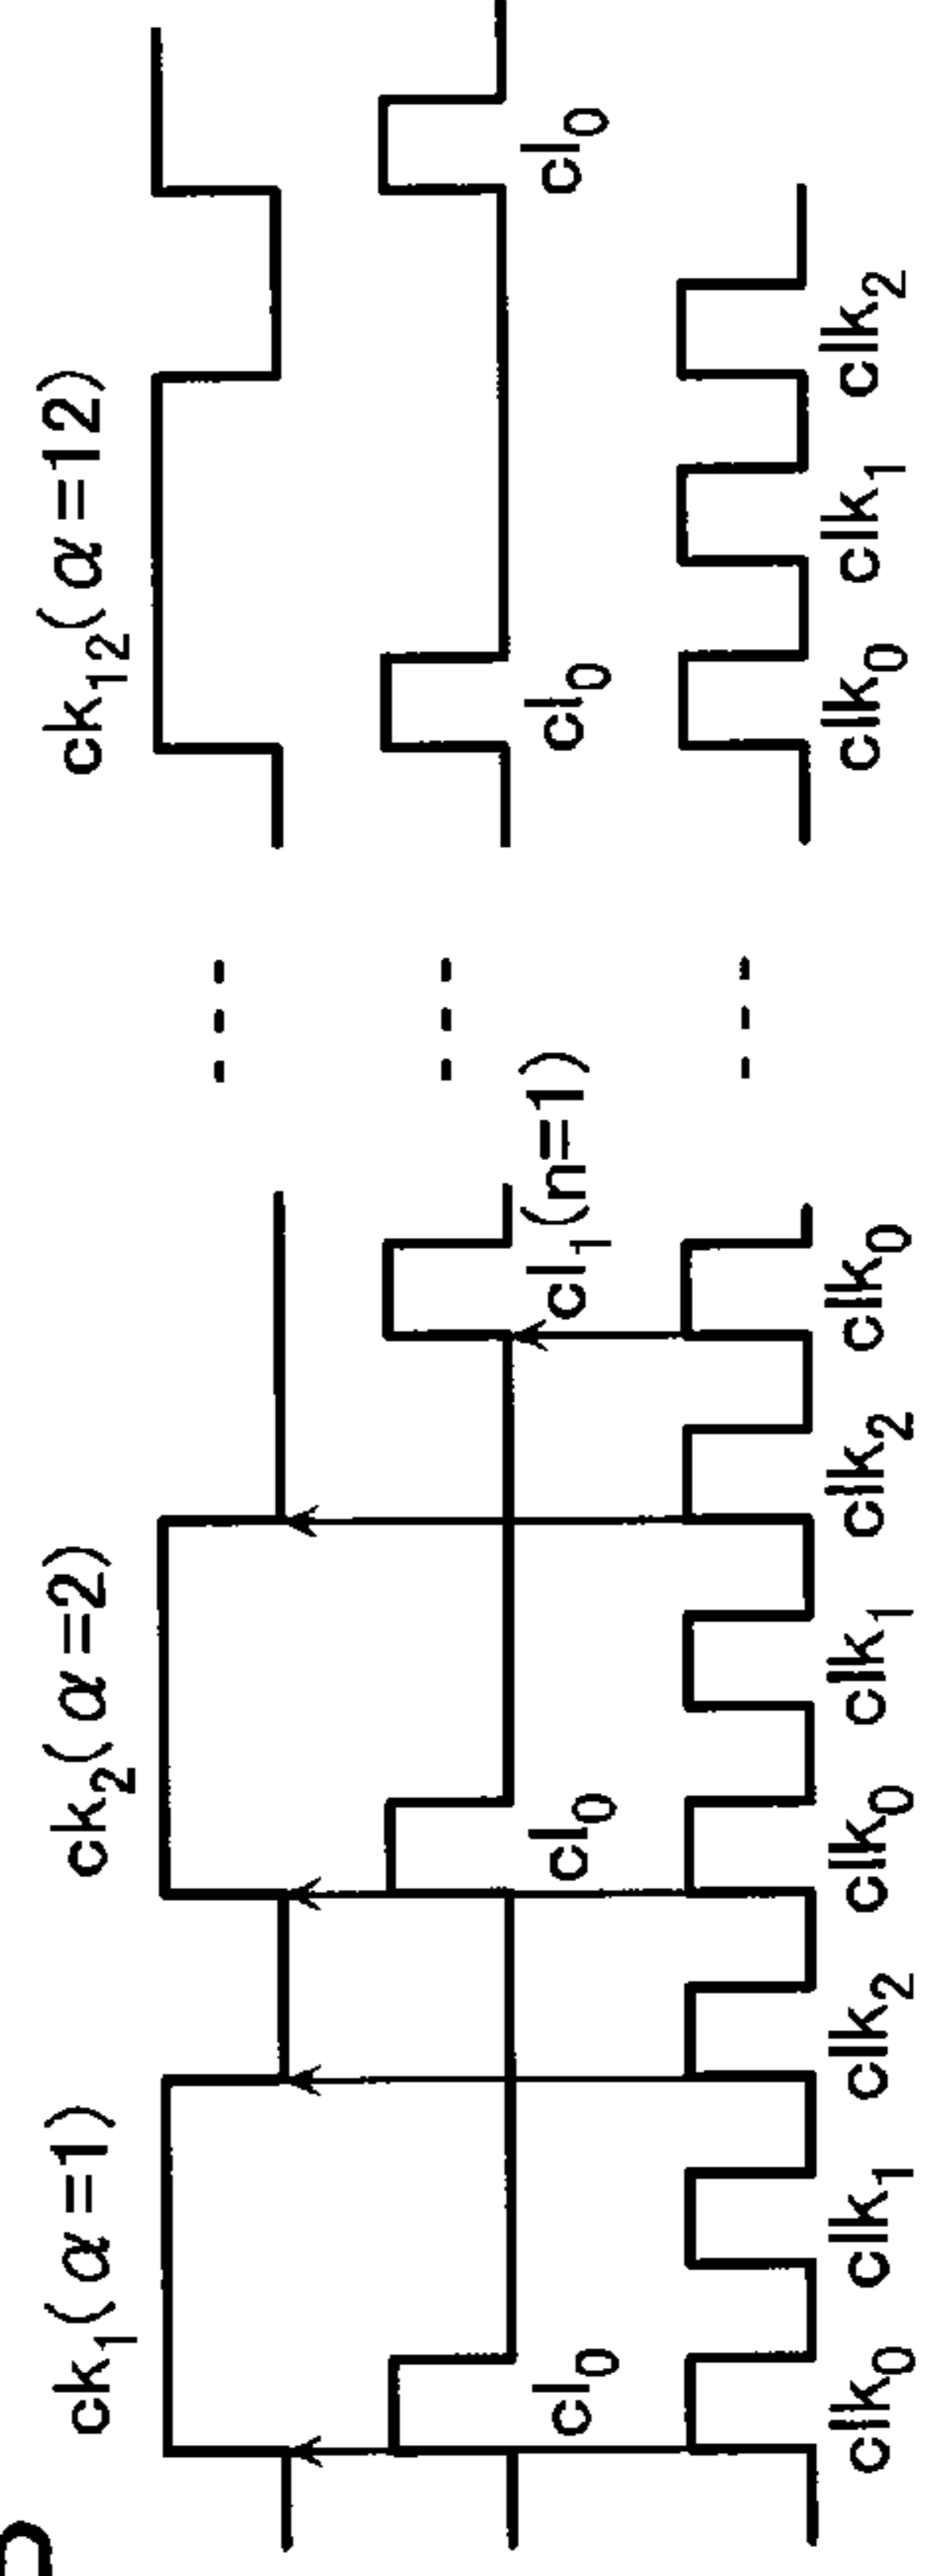 ck₁(α=1) ck₂(α=2) ck₁₂(α=12)
cl₀ cl₀ cl₁(n=1) cl₀ cl₀
clk₀ clk₁ clk₂ clk₀ clk₁ clk₂ clk₀ clk₀ clk₁ clk₂